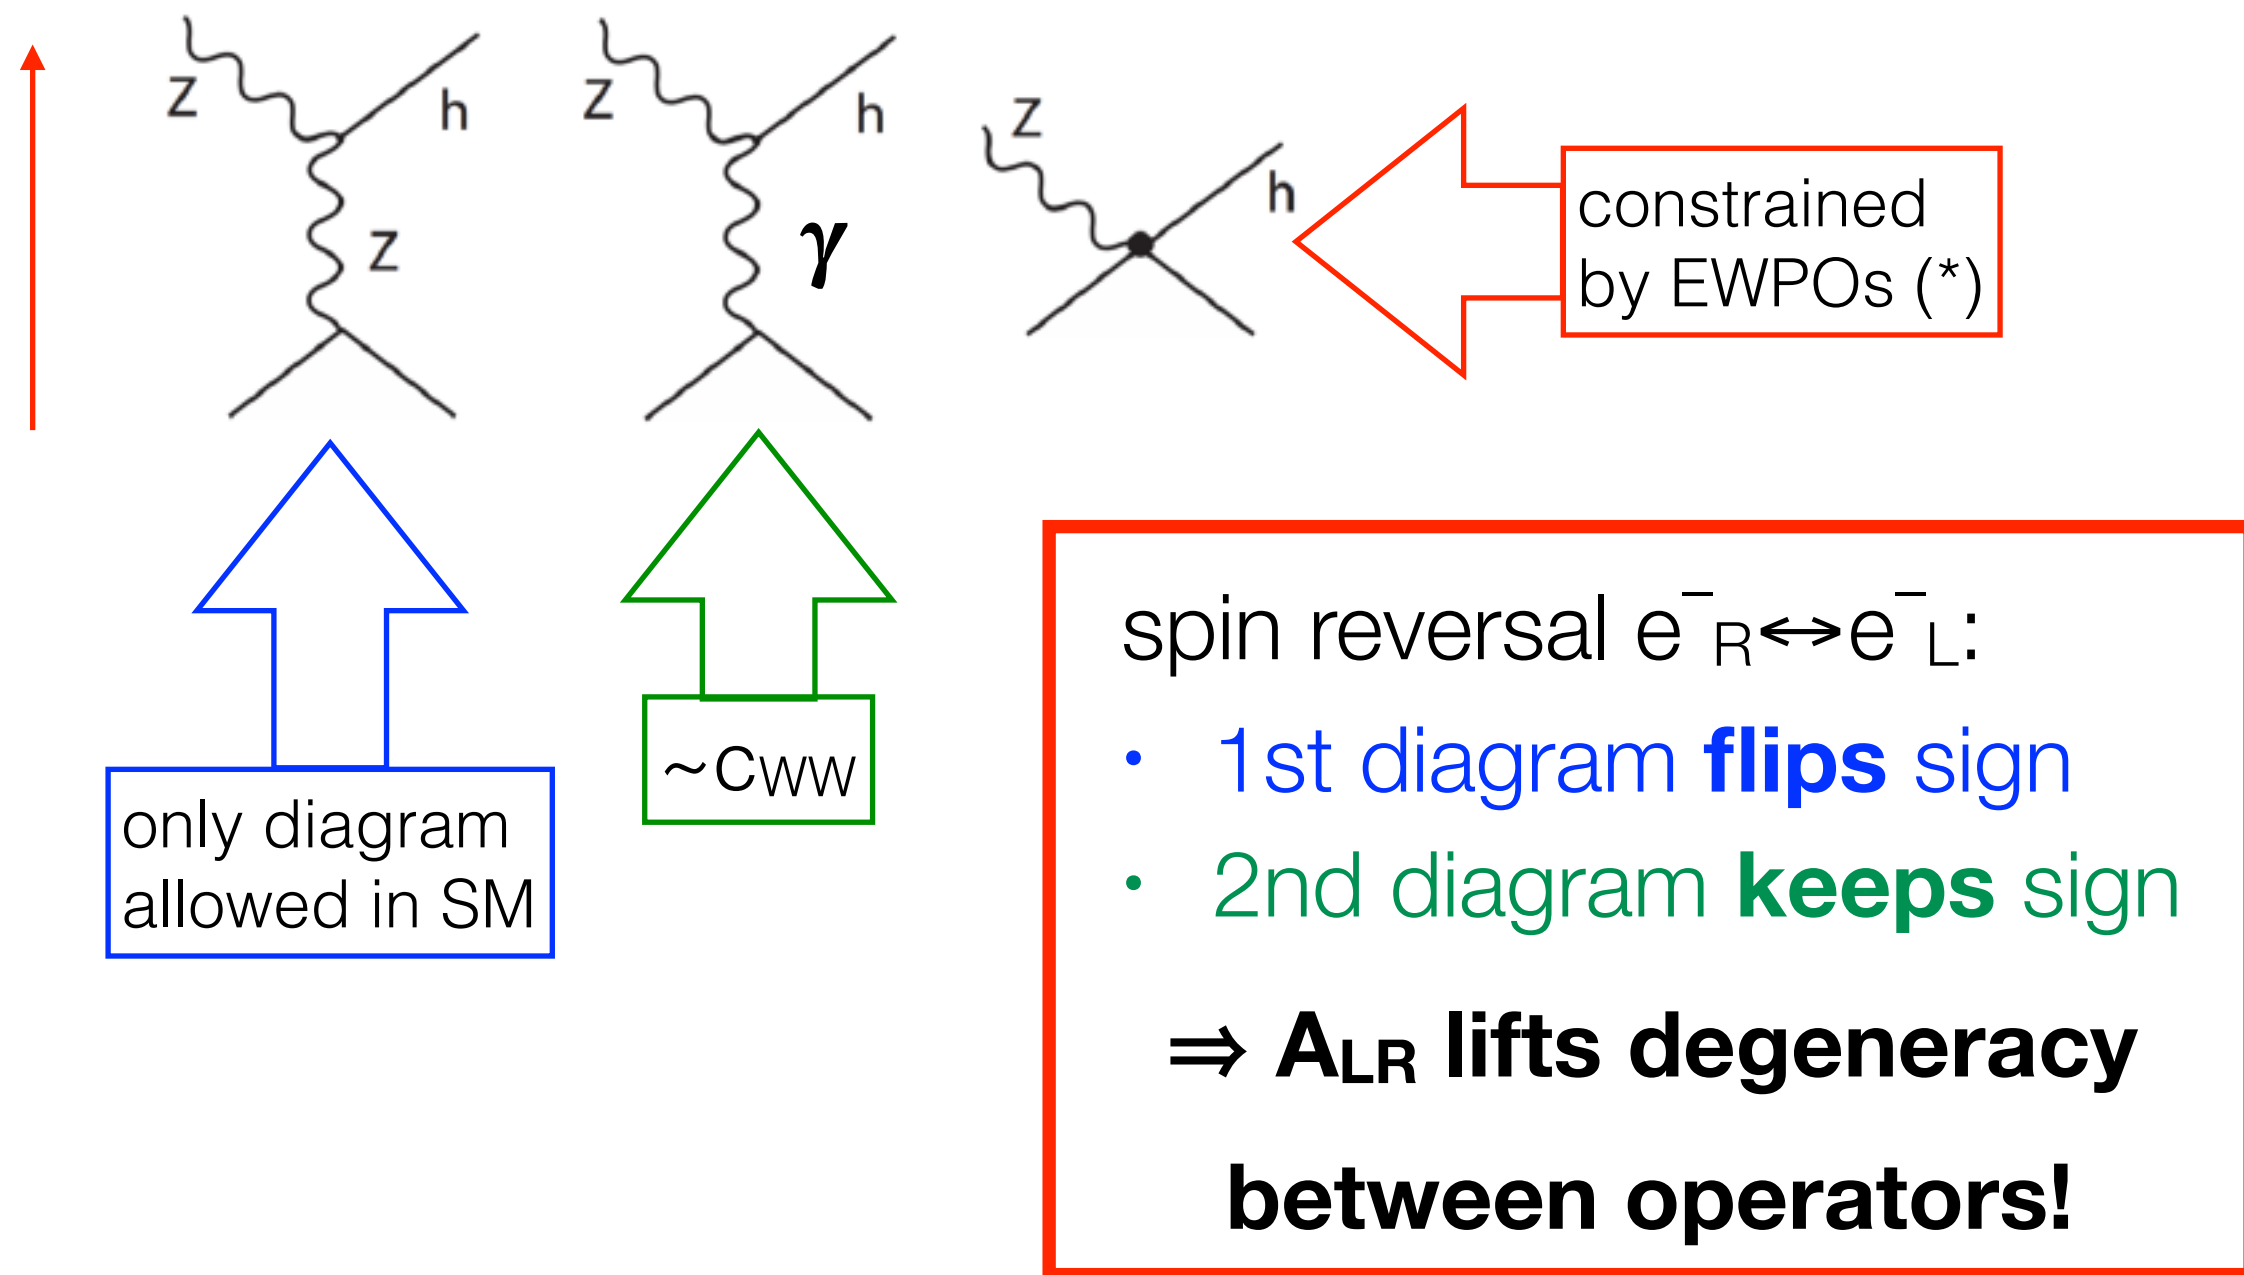 Z
h
Z
Z
h
γ
Z
h
constrained
by EWPOs (*)
only diagram
allowed in SM
~cWW
spin reversal e⁻R↔e⁻L:
• 1st diagram flips sign
• 2nd diagram keeps sign
⇒ ALR lifts degeneracy
between operators!